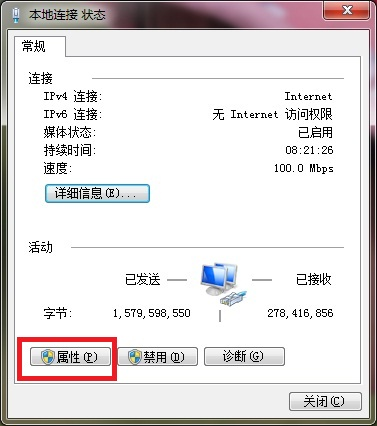 本地连接 状态
常规
连接
IPv4 连接: Internet
IPv6 连接: 无 Internet 访问权限
媒体状态: 已启用
持续时间: 08:21:26
速度: 100.0 Mbps
详细信息(E)...
活动
已发送 — — 已接收
字节: 1,579,598,550 | 278,416,856
属性(P) 禁用(D) 诊断(G)
关闭(C)